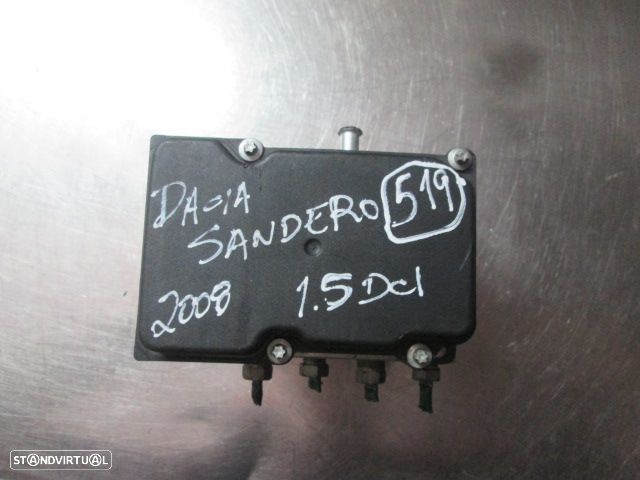 DACIA
SANDERO 519
2008 1.5 DCI
STANDVIRTUAL